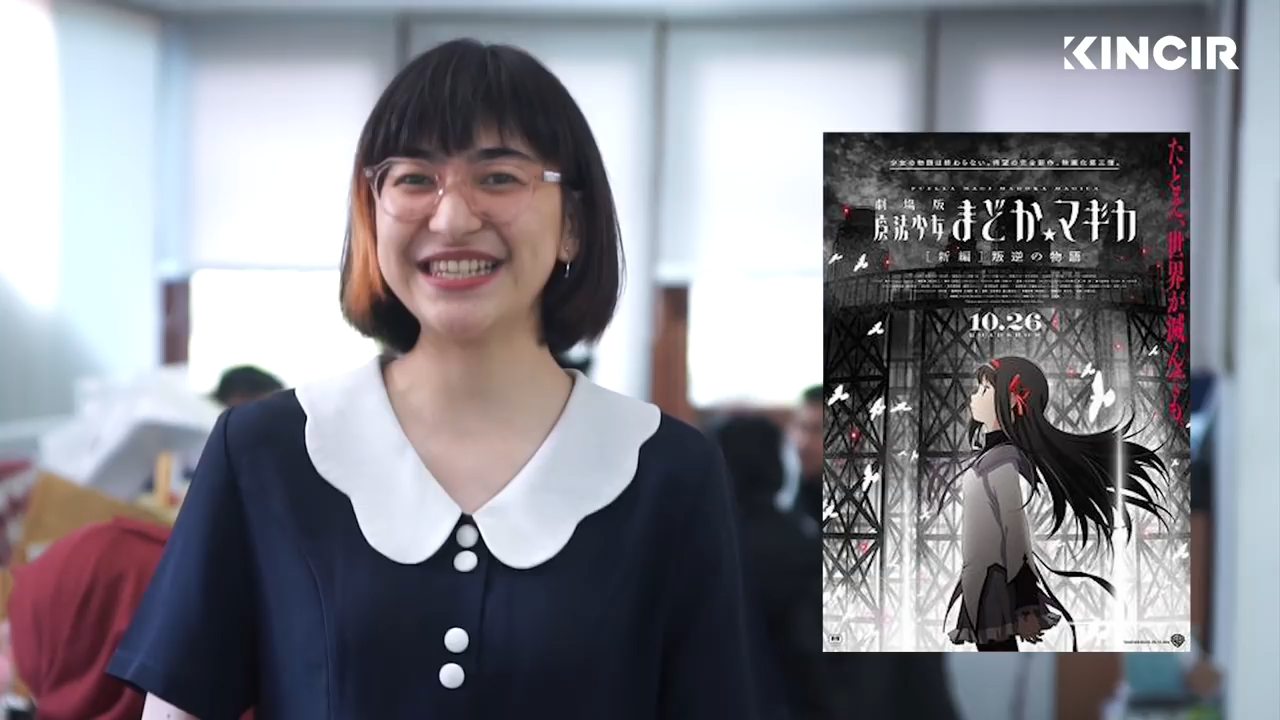 KINCIR
少女の物語は終わらない。待望の完全新作、映画化第三弾。
PUELLA MAGI MADOKA MAGICA
劇場版
魔法少女まどか★マギカ
[新編]叛逆の物語
10.26
ROADSHOW
たとえ、世界が滅んでも